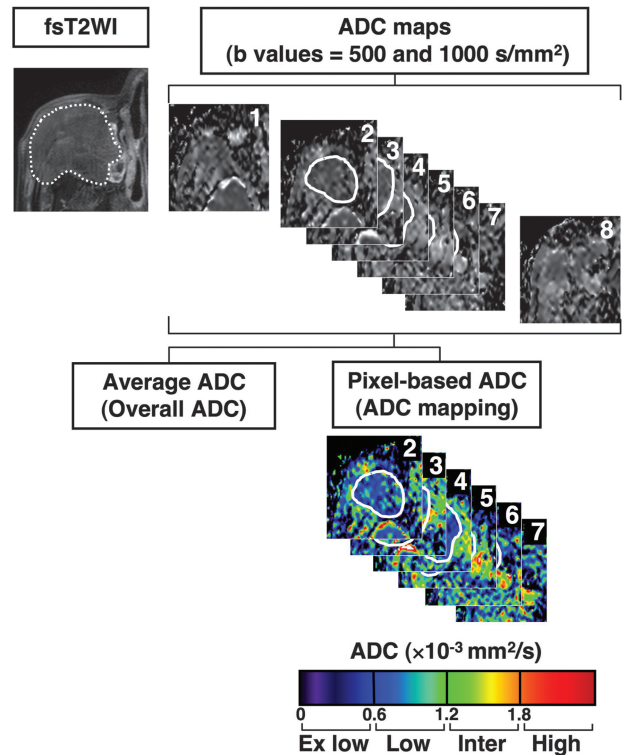 fsT2WI
ADC maps
(b values = 500 and 1000 s/mm²)
1
2
3
4
5
6
7
8
Average ADC
(Overall ADC)
Pixel-based ADC
(ADC mapping)
2
3
4
5
6
7
ADC (×10⁻³ mm²/s)
0 0.6 1.2 1.8
Ex low Low Inter High